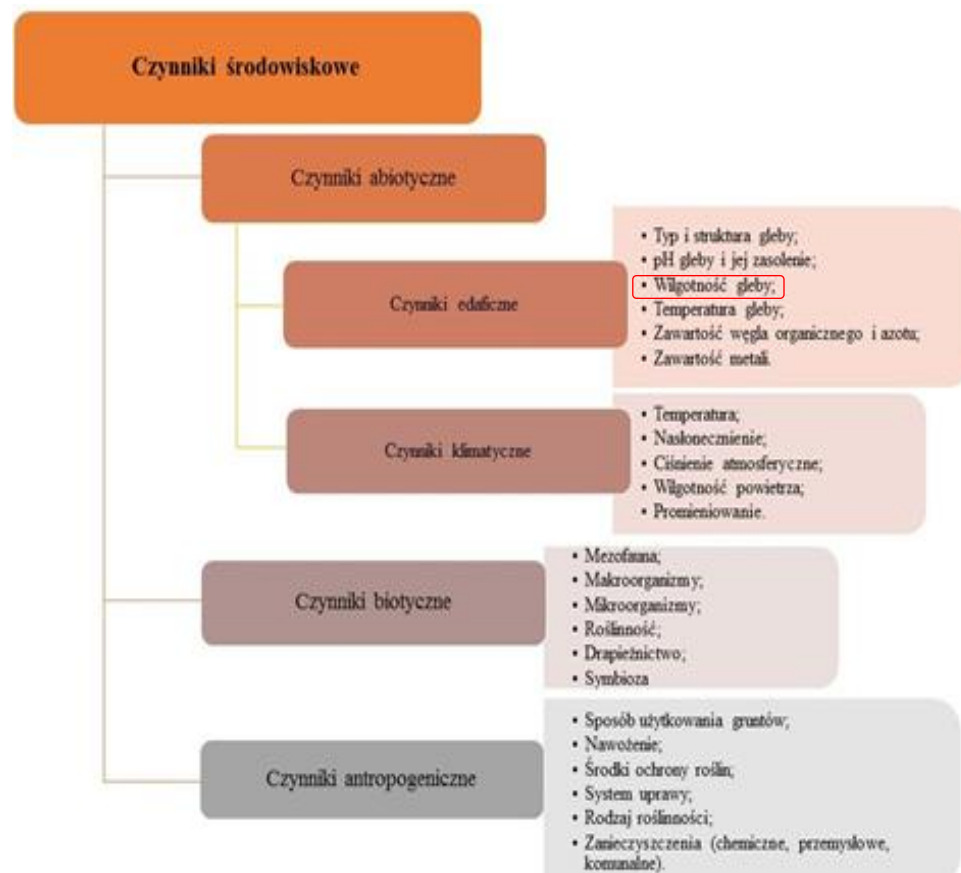 Czynniki środowiskowe
Czynniki abiotyczne
Czynniki edaficzne
• Typ i struktura gleby;
• pH gleby i jej zasolenie;
• Wilgotność gleby;
• Temperatura gleby;
• Zawartość węgla organicznego i azotu;
• Zawartość metali.
Czynniki klimatyczne
• Temperatura;
• Nasłonecznienie;
• Ciśnienie atmosferyczne;
• Wilgotność powietrza;
• Promieniowanie.
Czynniki biotyczne
• Mezofauna;
• Makroorganizmy;
• Mikroorganizmy;
• Roślinność;
• Drapieżnictwo;
• Symbioza
Czynniki antropogeniczne
• Sposób użytkowania gruntów;
• Nawożenie;
• Środki ochrony roślin;
• System uprawy;
• Rodzaj roślinności;
• Zanieczyszczenia (chemiczne, przemysłowe,
komunalne).